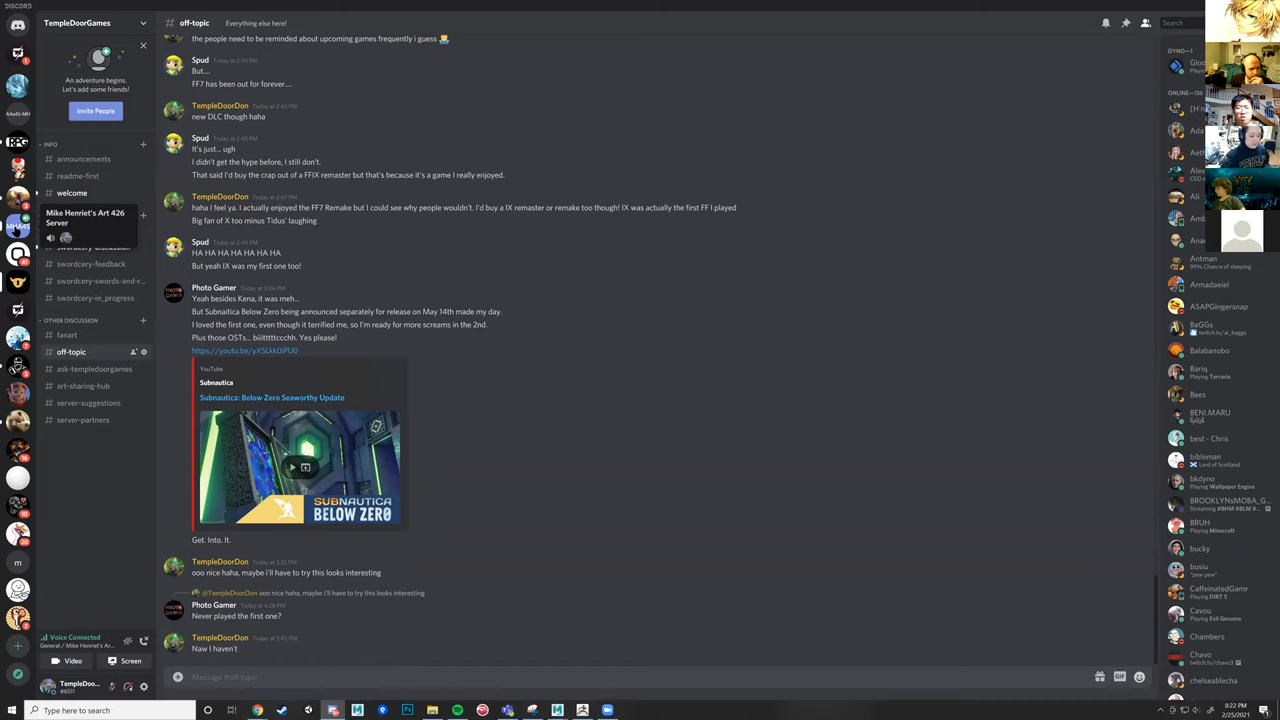 DISCORD
TempleDoorGames
# off-topic
Everything else here!
Search
An adventure begins.
Let's add some friends!
Invite People
INFO
announcements
readme-first
welcome
Mike Henriet's Art 426
Server
swordcery-discussion
swordcery-feedback
swordcery-swords-and-r...
swordcery-in_progress
OTHER DISCUSSION
fanart
off-topic
ask-templedoorgames
art-sharing-hub
server-suggestions
server-partners
Voice Connected
General / Mike Henriet's Ar...
Video
Screen
TempleDoo...
#6511
the people need to be reminded about upcoming games frequently i guess
Spud Today at 2:43 PM
But....
FF7 has been out for forever....
TempleDoorDon Today at 2:43 PM
new DLC though haha
Spud Today at 2:45 PM
It's just... ugh
I didn't get the hype before, I still don't.
That said I'd buy the crap out of a FFIX remaster but that's because it's a game I really enjoyed.
TempleDoorDon Today at 2:47 PM
haha I feel ya. I actually enjoyed the FF7 Remake but I could see why people wouldn't. I'd buy a IX remaster or remake too though! IX was actually the first FF I played
Big fan of X too minus Tidus' laughing
Spud Today at 2:49 PM
HA HA HA HA HA HA HA
But yeah IX was my first one too!
Photo Gamer Today at 3:06 PM
Yeah besides Kena, it was meh...
But Subnautica Below Zero being announced separately for release on May 14th made my day.
I loved the first one, even though it terrified me, so I'm ready for more screams in the 2nd.
Plus those OSTs... biiitttttccchh. Yes please!
YouTube
Subnautica
Subnautica: Below Zero Seaworthy Update
SUBNAUTICA
BELOW ZERO
Get. Into. It.
TempleDoorDon Today at 3:25 PM
ooo nice haha, maybe i'll have to try this looks interesting
@TempleDoorDon ooo nice haha, maybe i'll have to try this looks interesting
Photo Gamer Today at 4:28 PM
Never played the first one?
TempleDoorDon Today at 5:45 PM
Naw I haven't
Message #off-topic
GIF
DYNO—1
Gloo
Playing
ONLINE—136
[H'n
Ada
Aeth
Alex
CEO
Ali
Amb
Ana
Antman
99% Chance of sleeping
Armadaeiel
ASAPGingersnap
BaGGs
twitch.tv/ai_baggs
Balabanobo
Bariq
Playing Terraria
Bees
BENI.MARU
best - Chris
bibleman
Lord of Scotland
bkdyno
Playing Wallpaper Engine
BROOKLYNsMOBA_G...
Streaming #BHM #BLM #...
BRUH
Playing Minecraft
bucky
busiu
"pew pew"
CaffeinatedGamr
Playing DIRT 5
Cavou
Playing Evil Genome
Chambers
Chavo
twitch.tv/chavo3
chelseablecha
Type here to search
8:22 PM
2/25/2021